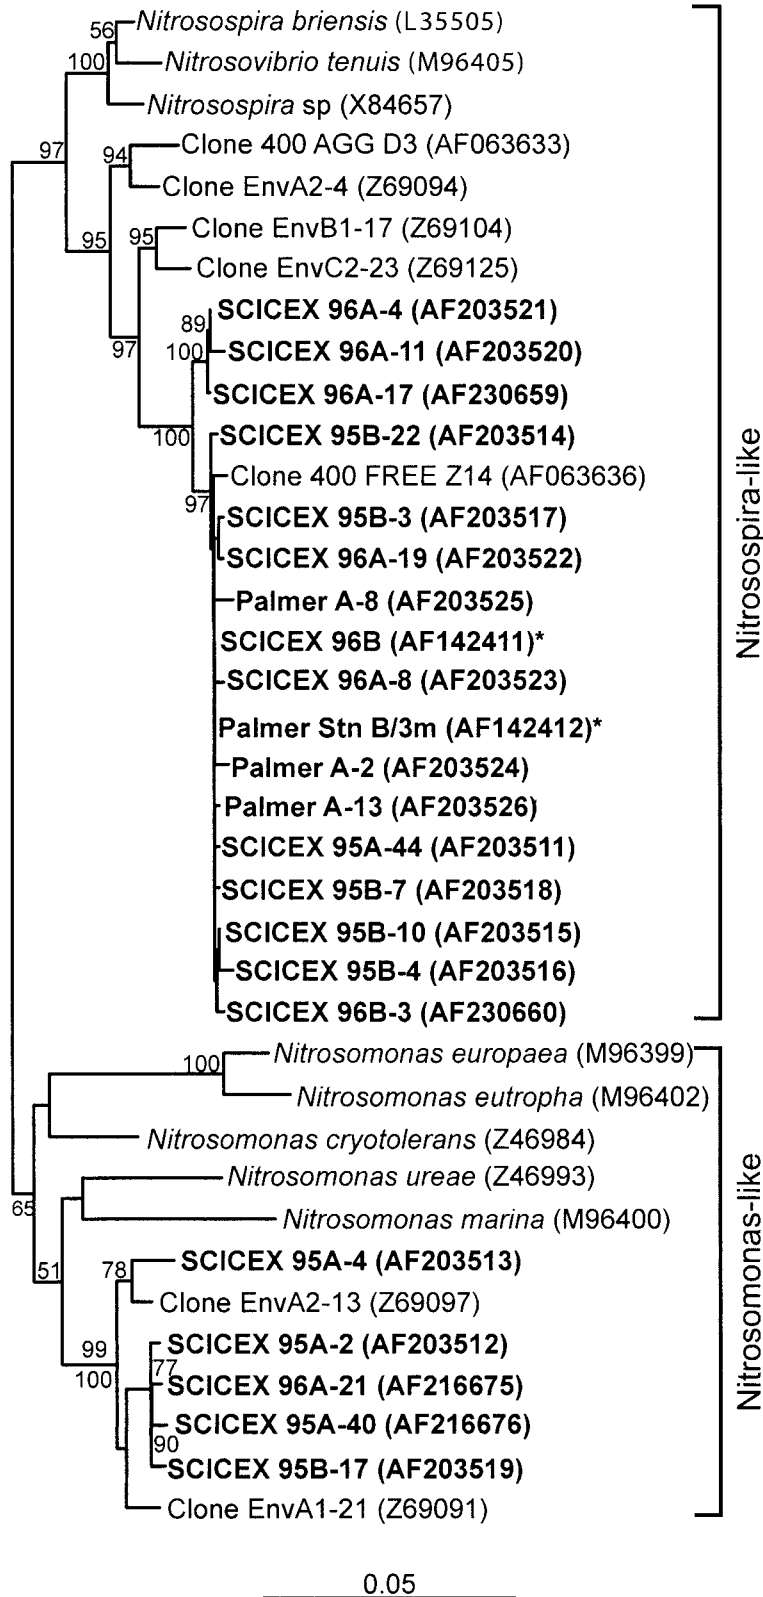 56
Nitrosospira briensis (L35505)
Nitrosovibrio tenuis (M96405)
100
Nitrosospira sp (X84657)
Clone 400 AGG D3 (AF063633)
97
94
Clone EnvA2-4 (Z69094)
Clone EnvB1-17 (Z69104)
95
95
Clone EnvC2-23 (Z69125)
SCICEX 96A-4 (AF203521)
89
97
100
SCICEX 96A-11 (AF203520)
SCICEX 96A-17 (AF230659)
100
SCICEX 95B-22 (AF203514)
Clone 400 FREE Z14 (AF063636)
97
SCICEX 95B-3 (AF203517)
SCICEX 96A-19 (AF203522)
Palmer A-8 (AF203525)
SCICEX 96B (AF142411)*
SCICEX 96A-8 (AF203523)
Palmer Stn B/3m (AF142412)*
Palmer A-2 (AF203524)
Palmer A-13 (AF203526)
SCICEX 95A-44 (AF203511)
SCICEX 95B-7 (AF203518)
SCICEX 95B-10 (AF203515)
SCICEX 95B-4 (AF203516)
SCICEX 96B-3 (AF230660)
Nitrosospira-like
100
Nitrosomonas europaea (M96399)
Nitrosomonas eutropha (M96402)
Nitrosomonas cryotolerans (Z46984)
Nitrosomonas ureae (Z46993)
65
Nitrosomonas marina (M96400)
51
78
SCICEX 95A-4 (AF203513)
Clone EnvA2-13 (Z69097)
99
100
SCICEX 95A-2 (AF203512)
77
SCICEX 96A-21 (AF216675)
SCICEX 95A-40 (AF216676)
90
SCICEX 95B-17 (AF203519)
Clone EnvA1-21 (Z69091)
Nitrosomonas-like
0.05